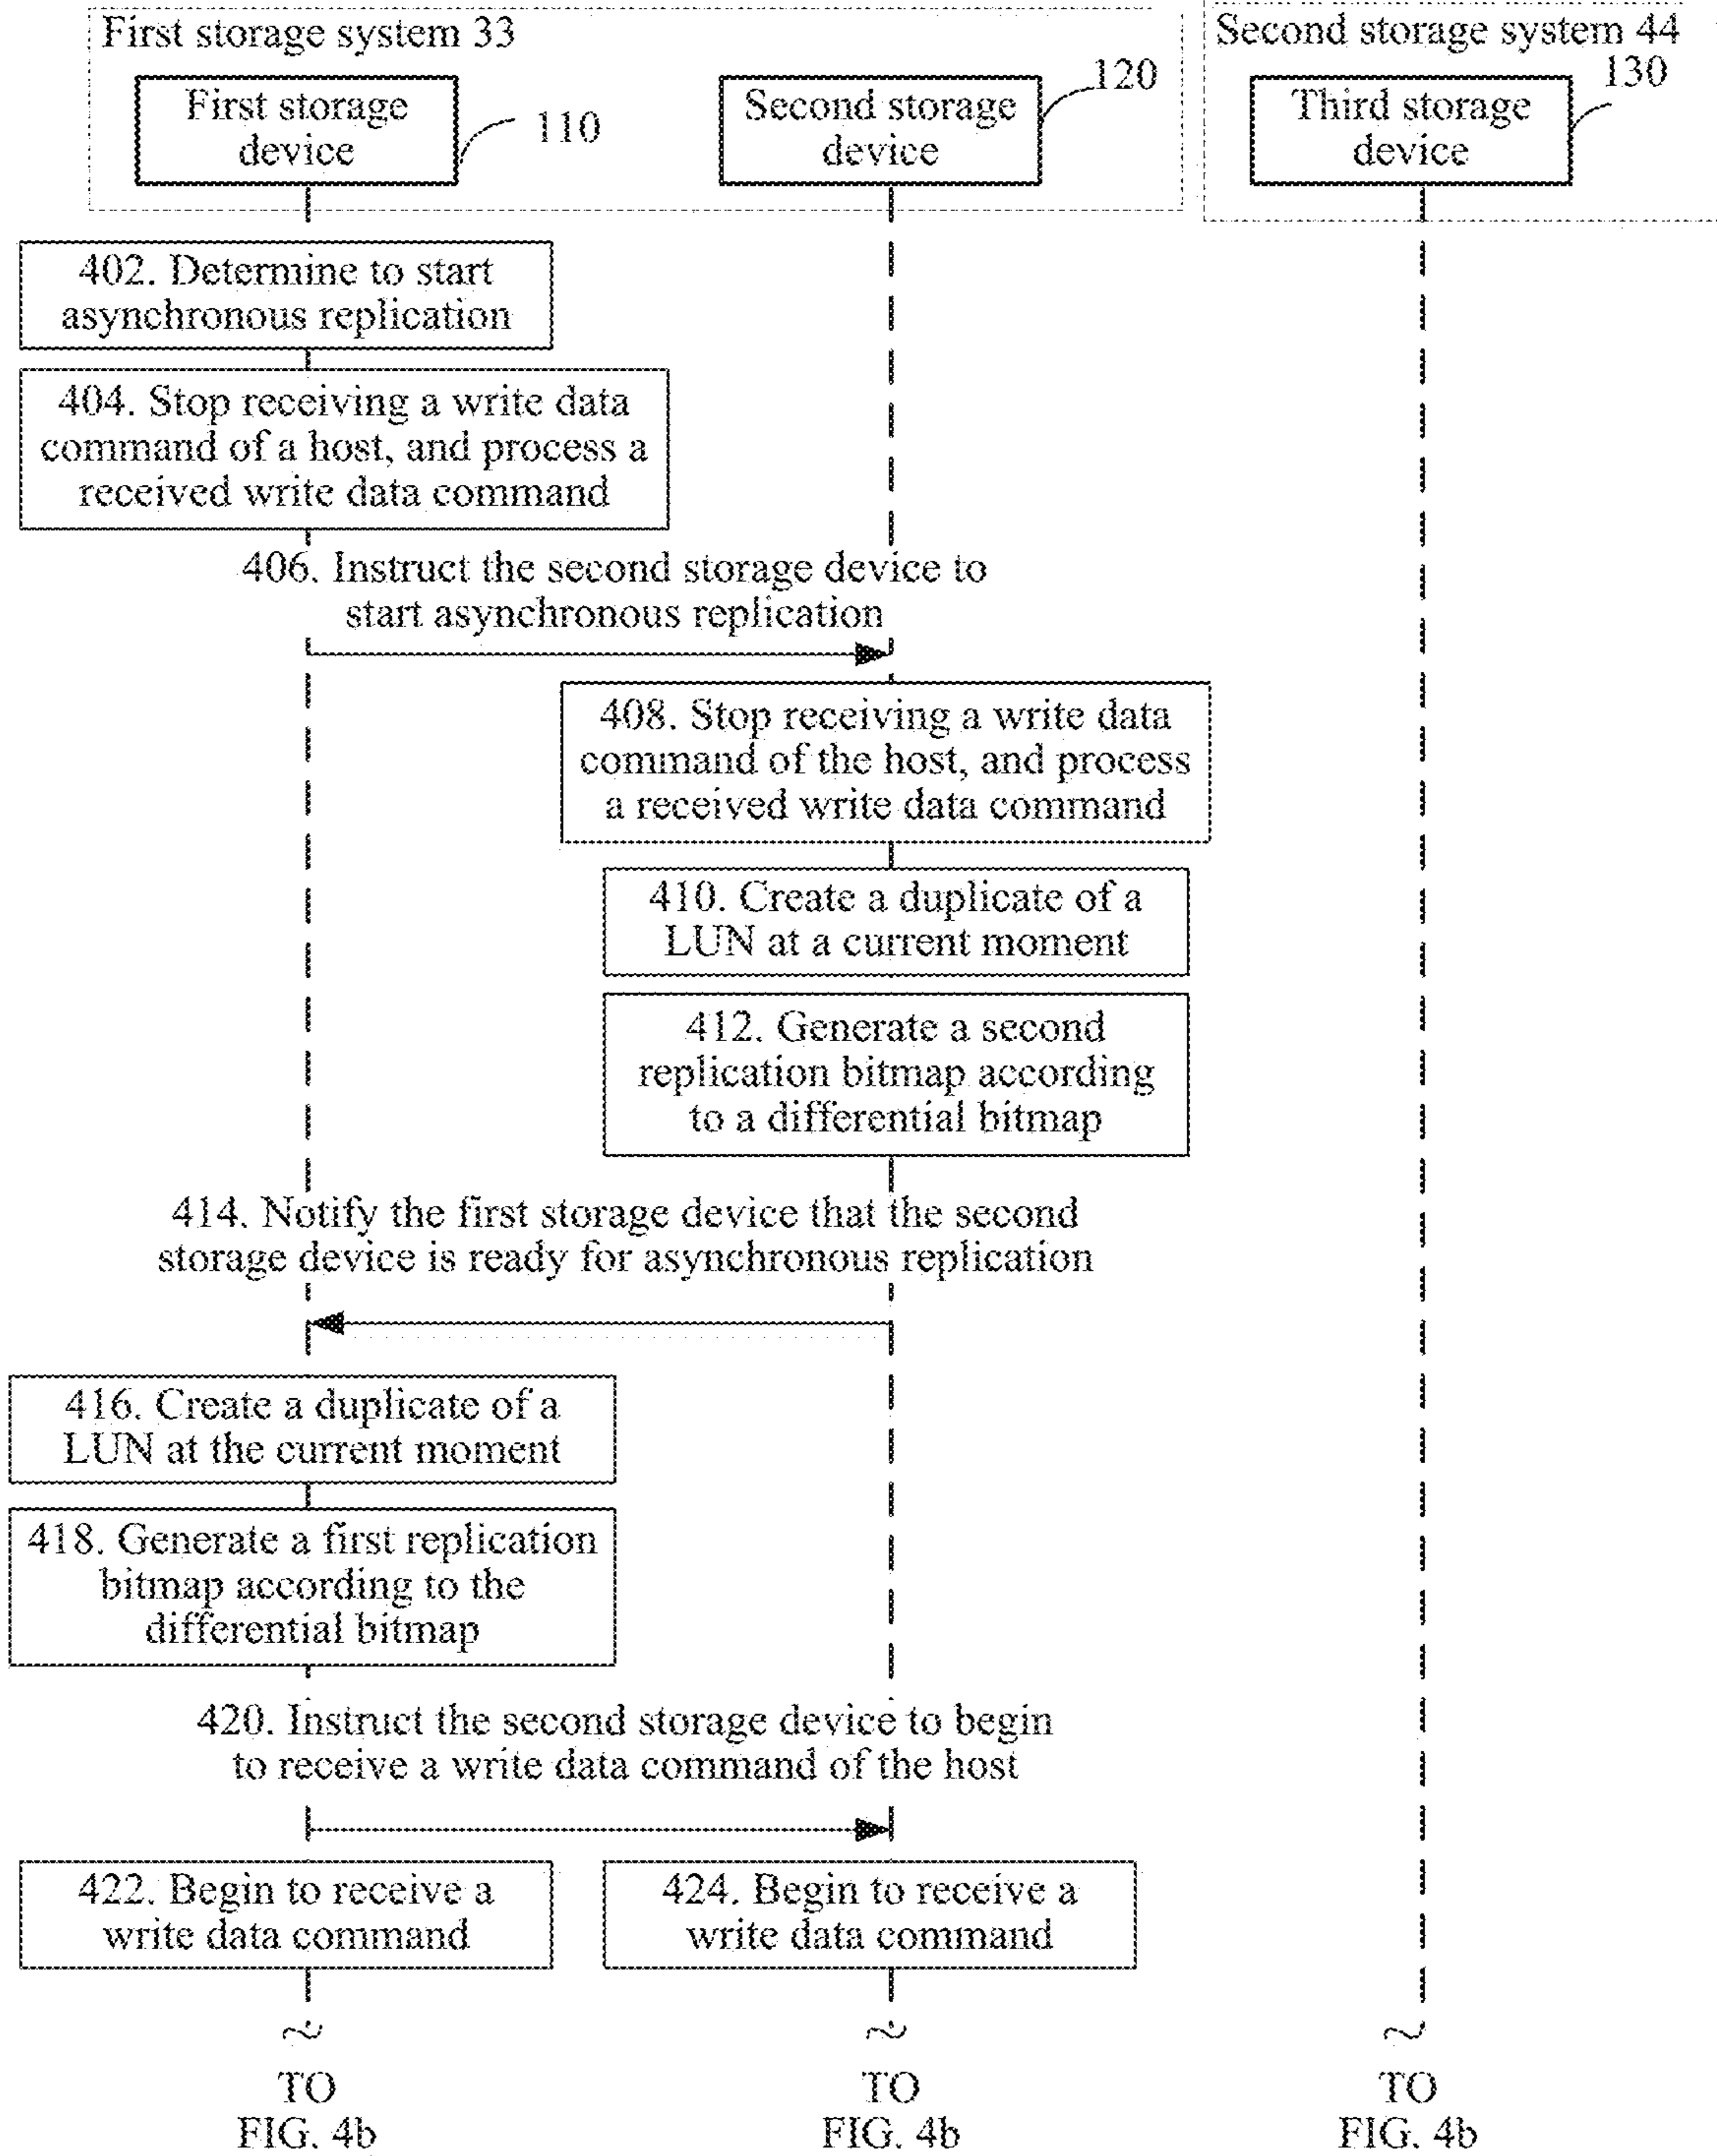 First storage system 33
Second storage system 44
First storage
device
110
Second storage
device
120
Third storage
device
130
402. Determine to start
asynchronous replication
404. Stop receiving a write data
command of a host, and process a
received write data command
406. Instruct the second storage device to
start asynchronous replication
408. Stop receiving a write data
command of the host, and process
a received write data command
410. Create a duplicate of a
LUN at a current moment
412. Generate a second
replication bitmap according
to a differential bitmap
414. Notify the first storage device that the second
storage device is ready for asynchronous replication
416. Create a duplicate of a
LUN at the current moment
418. Generate a first replication
bitmap according to the
differential bitmap
420. Instruct the second storage device to begin
to receive a write data command of the host
422. Begin to receive a
write data command
424. Begin to receive a
write data command
TO
FIG. 4b
TO
FIG. 4b
TO
FIG. 4b